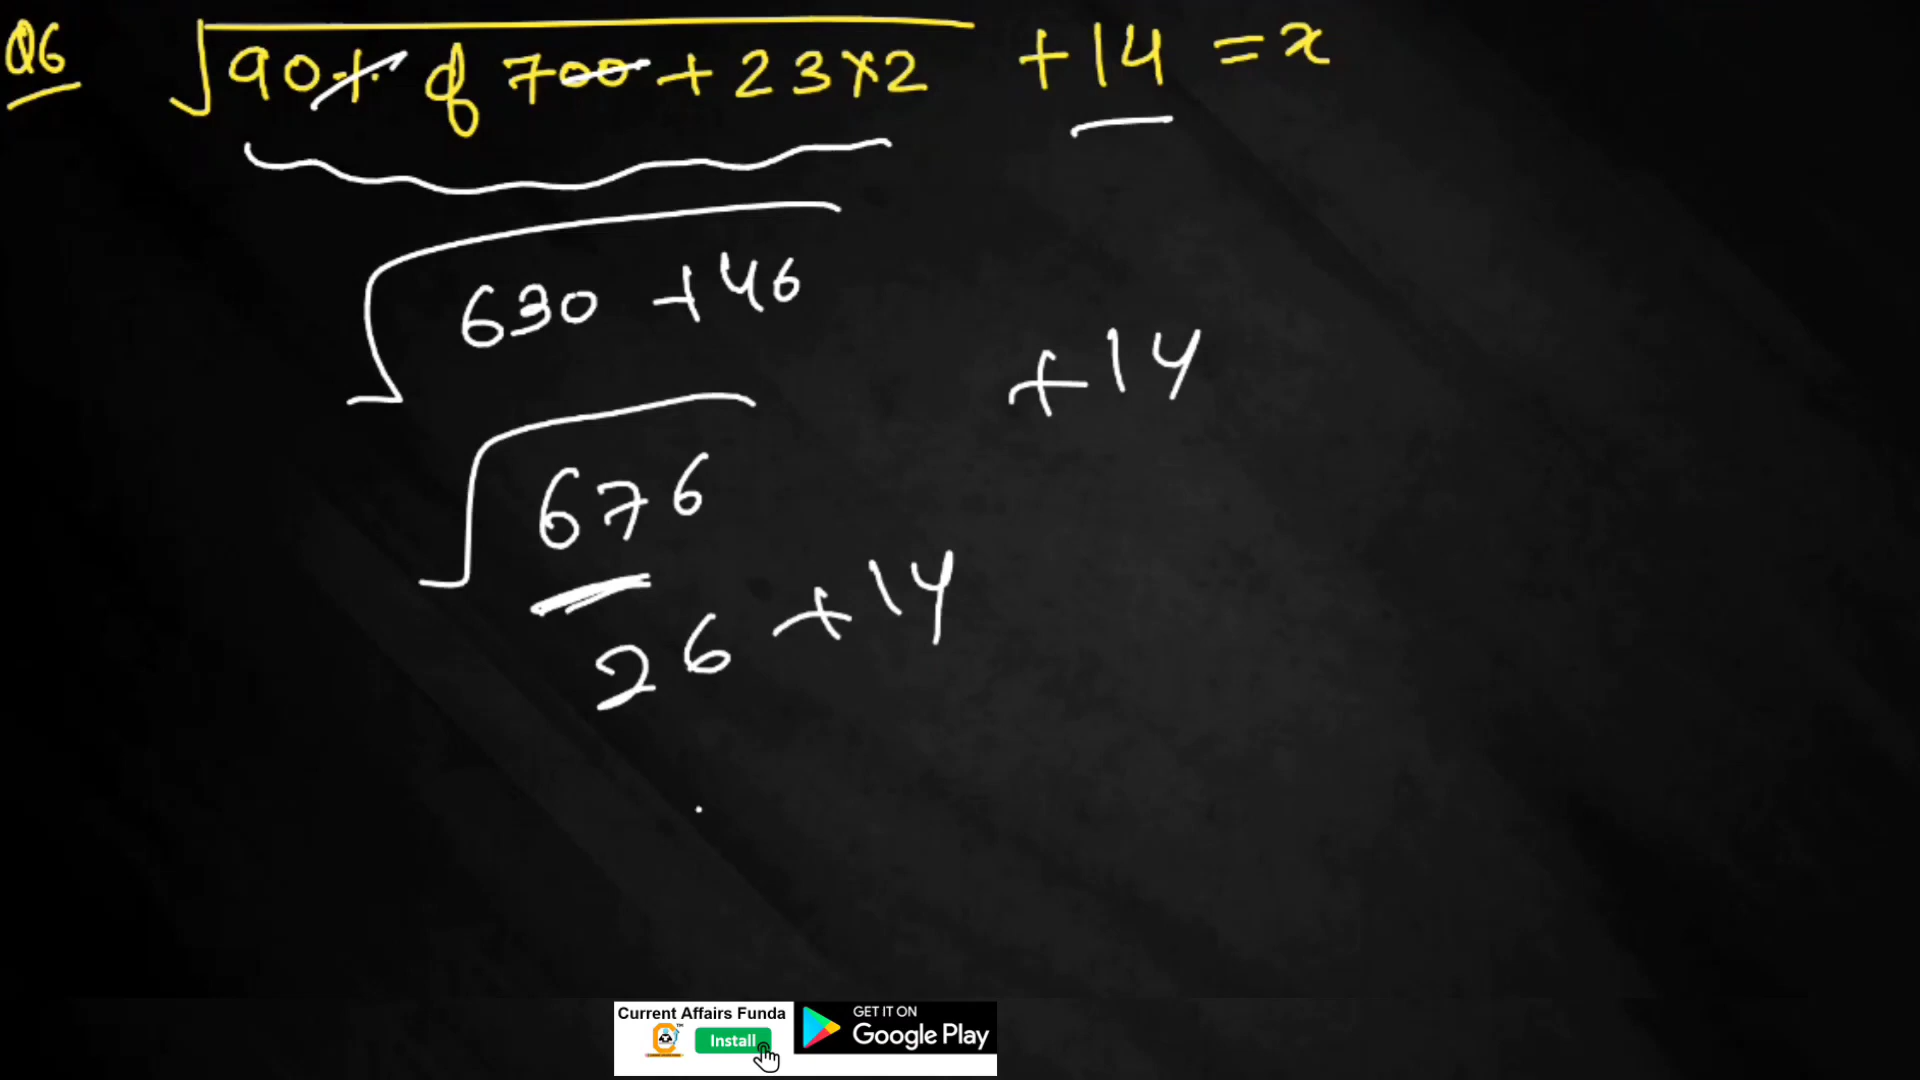 Q6 √90% of 700 + 23×2 +14 = x
√630 + 46
+14
√676
26 + 14
Current Affairs Funda
Install
GET IT ON
Google Play